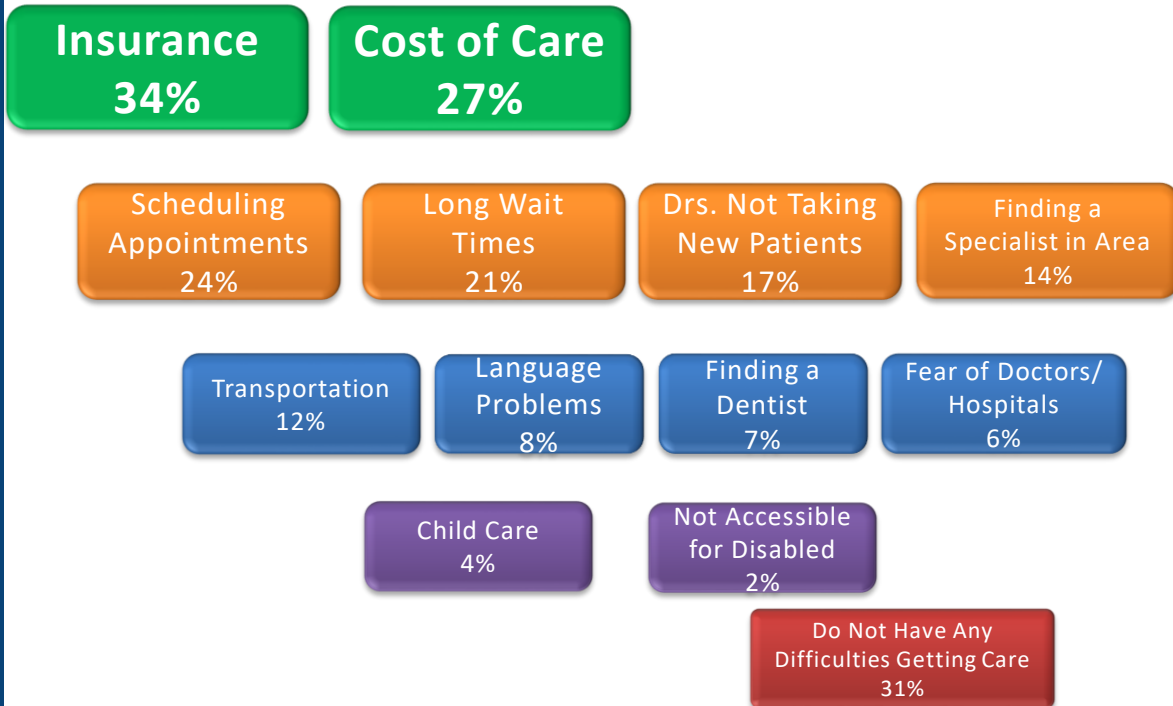 Insurance
34%
Cost of Care
27%
Scheduling
Appointments
24%
Long Wait
Times
21%
Drs. Not Taking
New Patients
17%
Finding a
Specialist in Area
14%
Transportation
12%
Language
Problems
8%
Finding a
Dentist
7%
Fear of Doctors/
Hospitals
6%
Child Care
4%
Not Accessible
for Disabled
2%
Do Not Have Any
Difficulties Getting Care
31%